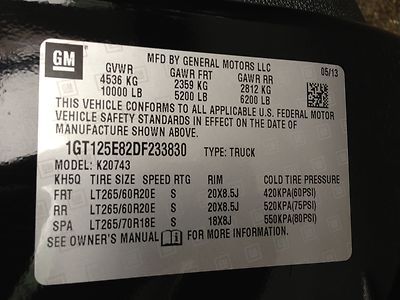 GM
MFD BY GENERAL MOTORS LLC
GVWR GAWR FRT GAWR RR 05/13
4536 KG 2359 KG 2812 KG
10000 LB 5200 LB 6200 LB
THIS VEHICLE CONFORMS TO ALL APPLICABLE U.S. FEDERAL MOTOR
VEHICLE SAFETY STANDARDS IN EFFECT ON THE DATE OF
MANUFACTURE SHOWN ABOVE.
1GT125E82DF233830 TYPE: TRUCK
MODEL: K20743
KH5Q TIRE SIZE SPEED RTG RIM COLD TIRE PRESSURE
FRT LT265/60R20E S 20X8.5J 420KPA(60PSI)
RR LT265/60R20E S 20X8.5J 520KPA(75PSI)
SPA LT265/70R18E S 18X8J 550KPA(80PSI)
SEE OWNER'S MANUAL FOR MORE INFORMATION.